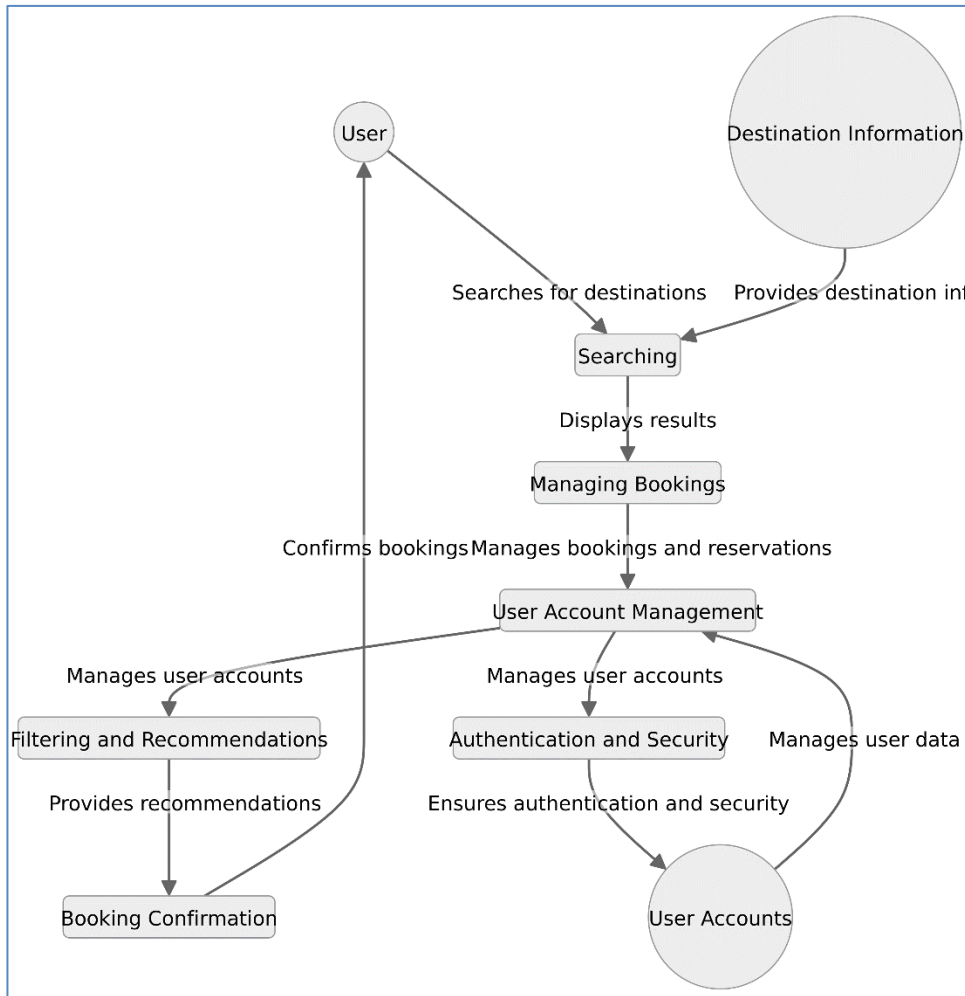 User
Destination Information
Searches for destinations
Provides destination inf
Searching
Displays results
Managing Bookings
Confirms bookings
Manages bookings and reservations
User Account Management
Manages user accounts
Manages user accounts
Filtering and Recommendations
Authentication and Security
Manages user data
Provides recommendations
Ensures authentication and security
Booking Confirmation
User Accounts